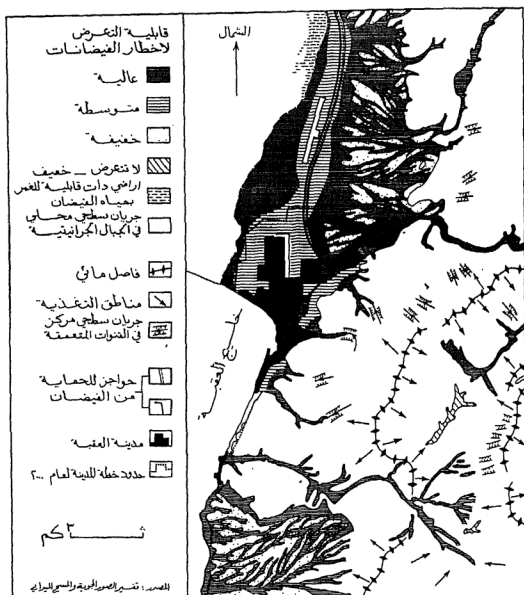 قابلية التعرض
لاخطار الفيضانات
عالية
متوسطة
خفيفة
لا تتعرض – خفيف
اراضي ذات قابلية للغمر
بمياه الفيضان
جريان سطحي محلي
في الجبال الجرانيتية
فاصل مائي
مناطق التغذية
جريان سطحي مركز
في القنوات المتعمقة
حواجز للحماية
من الفيضان
مدينة العقبة
حدود خطة المدينة لعام ٢٠٠٠
٣ كم
المصدر: تفسير الصور الجوية والمسح الميداني
الشمال
خليج العقبة